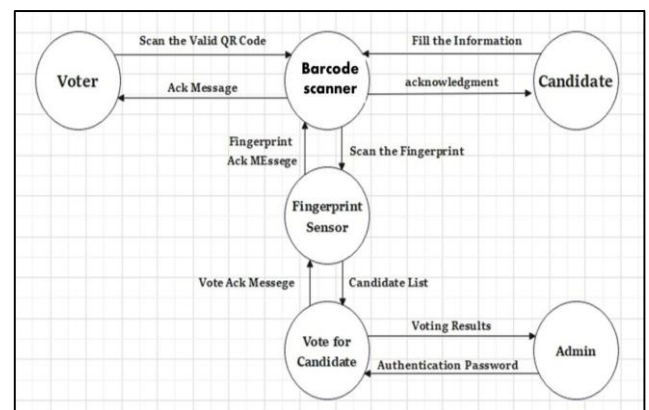 Scan the Valid QR Code
Fill the Information
Voter
Barcode
scanner
Candidate
Ack Message
acknowledgment
Fingerprint
Ack MEssege
Scan the Fingerprint
Fingerprint
Sensor
Vote Ack Messege
Candidate List
Vote for
Candidate
Voting Results
Admin
Authentication Password